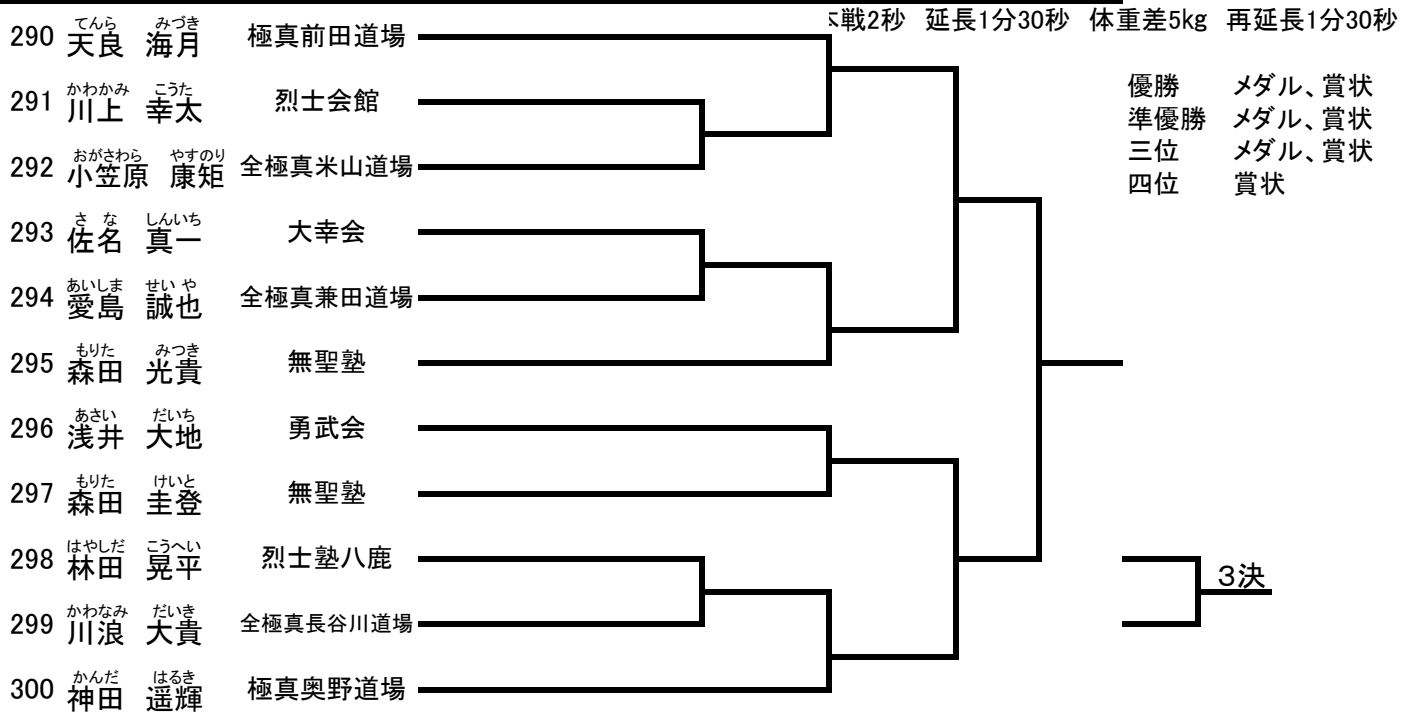 戦2秒 延長1分30秒 体重差5kg 再延長1分30秒
優勝 メダル、賞状
準優勝 メダル、賞状
三位 メダル、賞状
四位 賞状
てんら みづき
290 天良 海月 極真前田道場
かわかみ こうた
291 川上 幸太 烈士会館
おがさわら やすのり
292 小笠原 康矩 全極真米山道場
さ な しんいち
293 佐名 真一 大幸会
あいしま せい や
294 愛島 誠也 全極真兼田道場
もりた みつき
295 森田 光貴 無聖塾
あさい だいち
296 浅井 大地 勇武会
もりた けいと
297 森田 圭登 無聖塾
はやしだ こうへい
298 林田 晃平 烈士塾八鹿
かわなみ だいき
299 川浪 大貴 全極真長谷川道場
かんだ はるき
300 神田 遥輝 極真奥野道場
3決